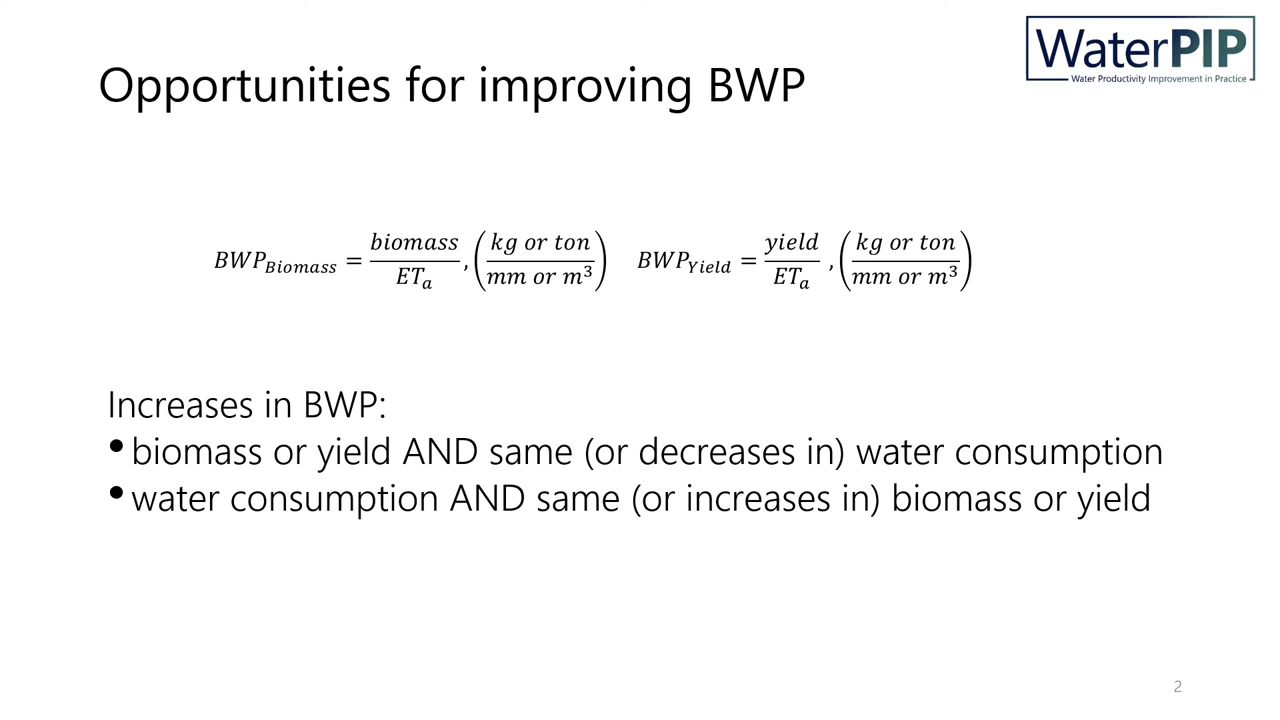 WaterPIP
Water Productivity Improvement in Practice
Opportunities for improving BWP
BWP_Biomass = biomass / ET_a , (kg or ton / mm or m³)    BWP_Yield = yield / ET_a , (kg or ton / mm or m³)
Increases in BWP:
• biomass or yield AND same (or decreases in) water consumption
• water consumption AND same (or increases in) biomass or yield
2